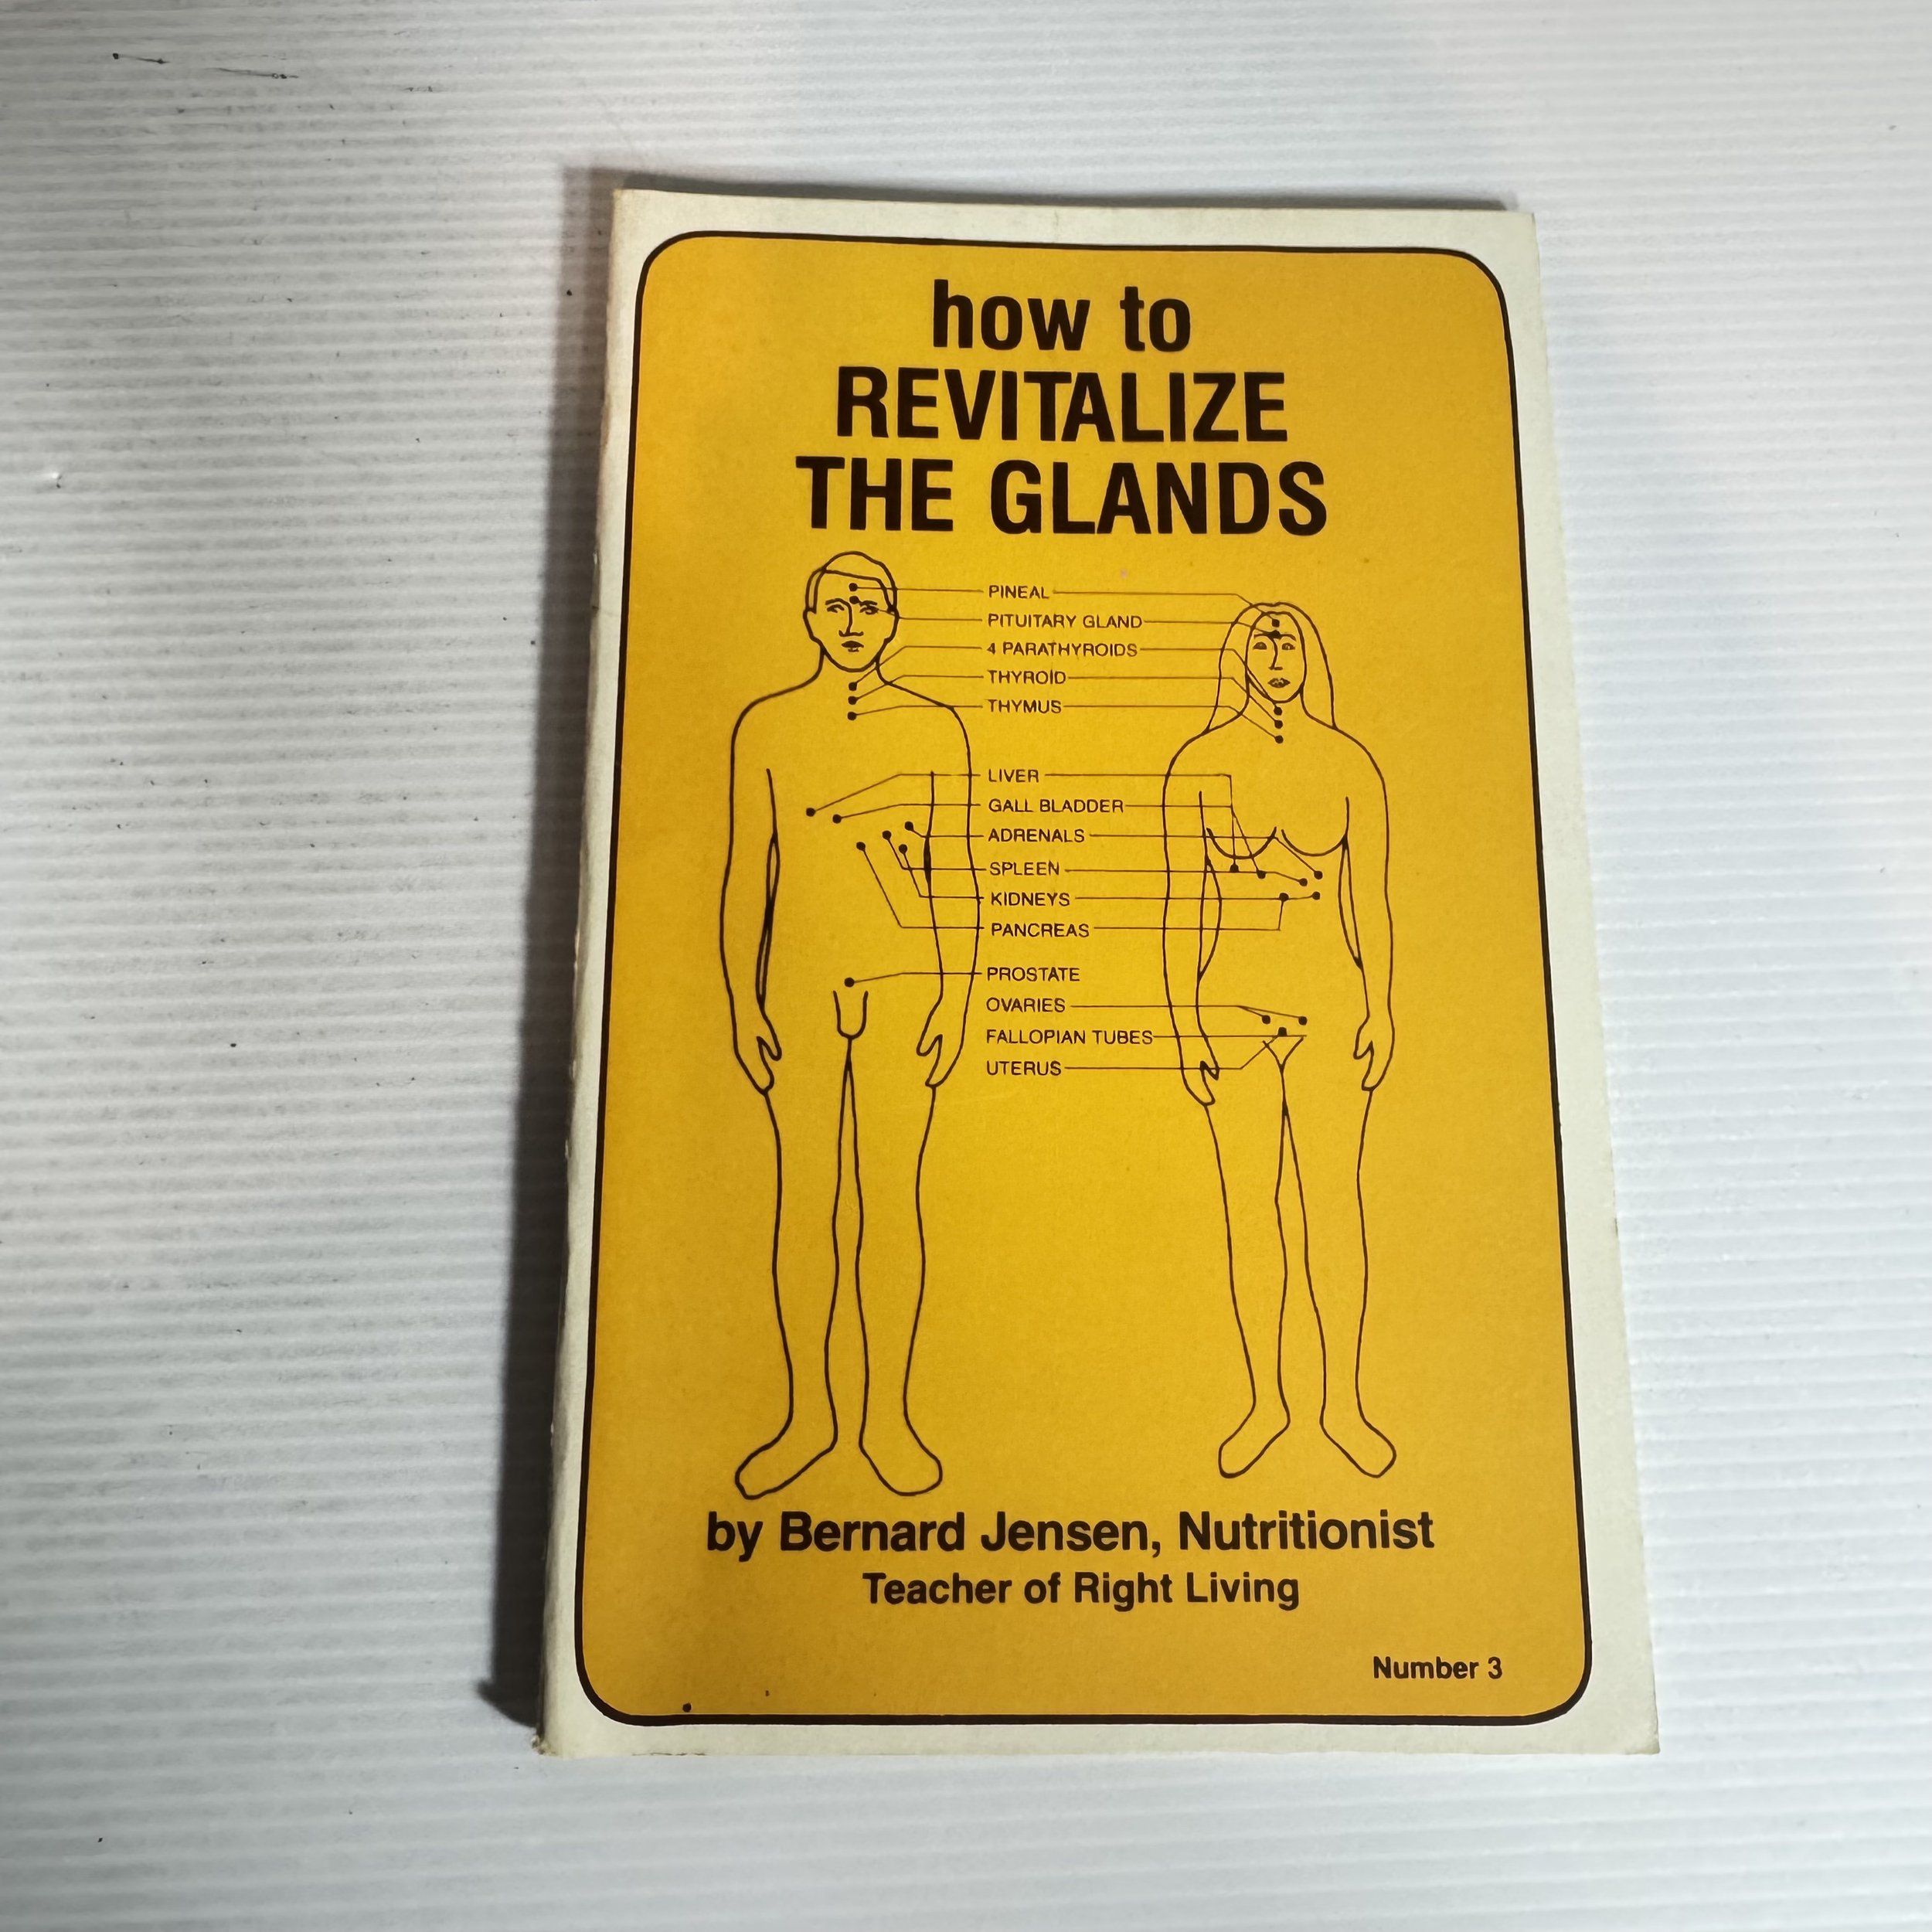 how to
REVITALIZE
THE GLANDS
PINEAL
PITUITARY GLAND
4 PARATHYROIDS
THYROID
THYMUS
LIVER
GALL BLADDER
ADRENALS
SPLEEN
KIDNEYS
PANCREAS
PROSTATE
OVARIES
FALLOPIAN TUBES
UTERUS
by Bernard Jensen, Nutritionist
Teacher of Right Living
Number 3